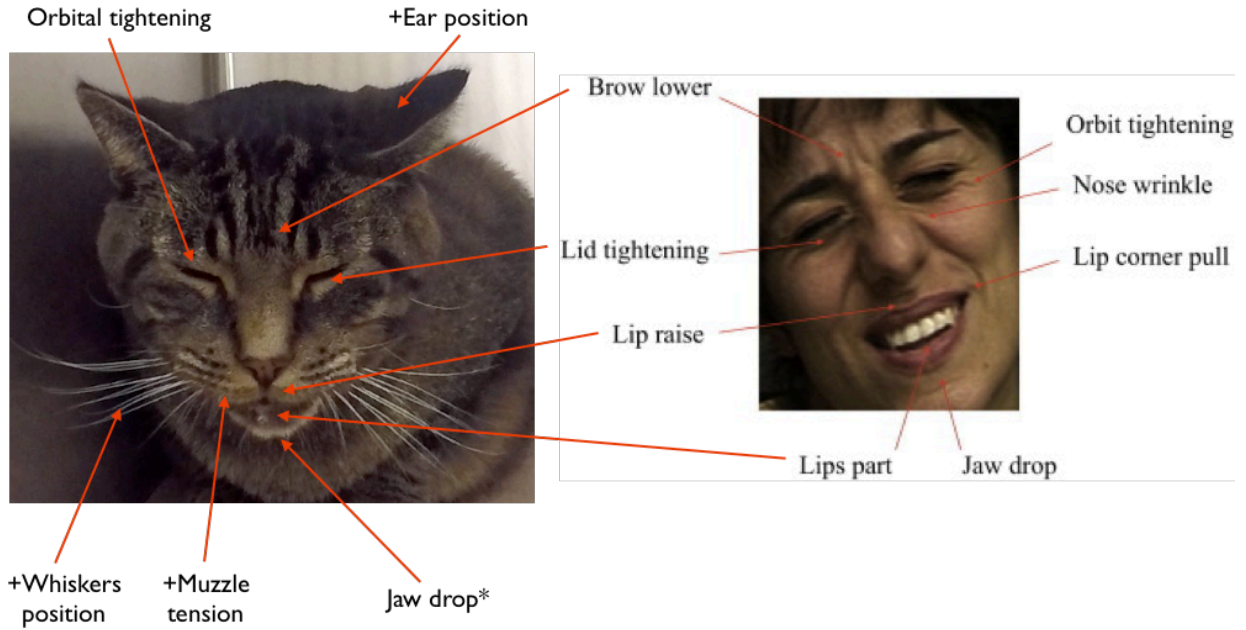 Orbital tightening
+Ear position
Brow lower
Orbit tightening
Nose wrinkle
Lid tightening
Lip corner pull
Lip raise
Lips part
Jaw drop
+Whiskers
position
+Muzzle
tension
Jaw drop*